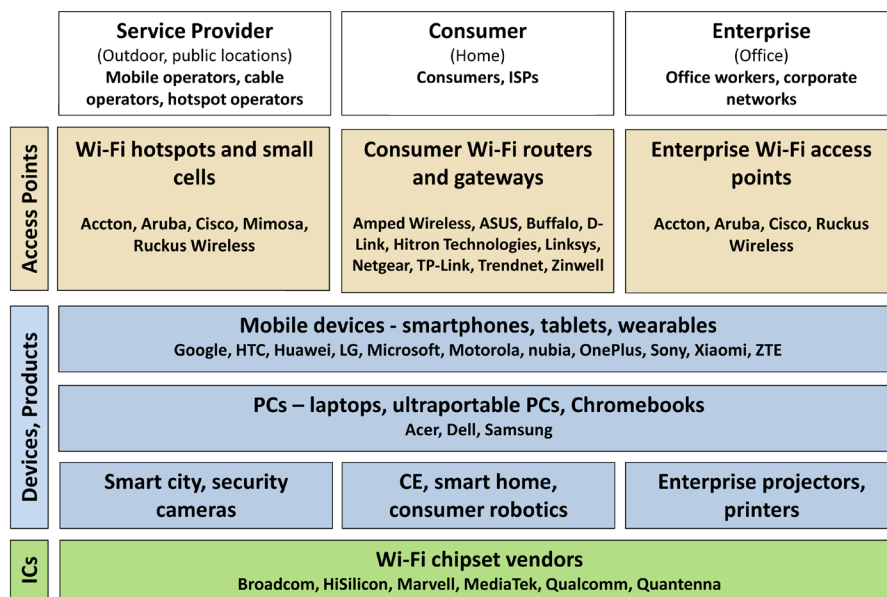 Service Provider
(Outdoor, public locations)
Mobile operators, cable
operators, hotspot operators
Consumer
(Home)
Consumers, ISPs
Enterprise
(Office)
Office workers, corporate
networks
Access Points
Wi-Fi hotspots and small
cells
Accton, Aruba, Cisco, Mimosa,
Ruckus Wireless
Consumer Wi-Fi routers
and gateways
Amped Wireless, ASUS, Buffalo, D-
Link, Hitron Technologies, Linksys,
Netgear, TP-Link, Trendnet, Zinwell
Enterprise Wi-Fi access
points
Accton, Aruba, Cisco, Ruckus
Wireless
Devices, Products
Mobile devices - smartphones, tablets, wearables
Google, HTC, Huawei, LG, Microsoft, Motorola, nubia, OnePlus, Sony, Xiaomi, ZTE
PCs – laptops, ultraportable PCs, Chromebooks
Acer, Dell, Samsung
Smart city, security
cameras
CE, smart home,
consumer robotics
Enterprise projectors,
printers
ICs
Wi-Fi chipset vendors
Broadcom, HiSilicon, Marvell, MediaTek, Qualcomm, Quantenna